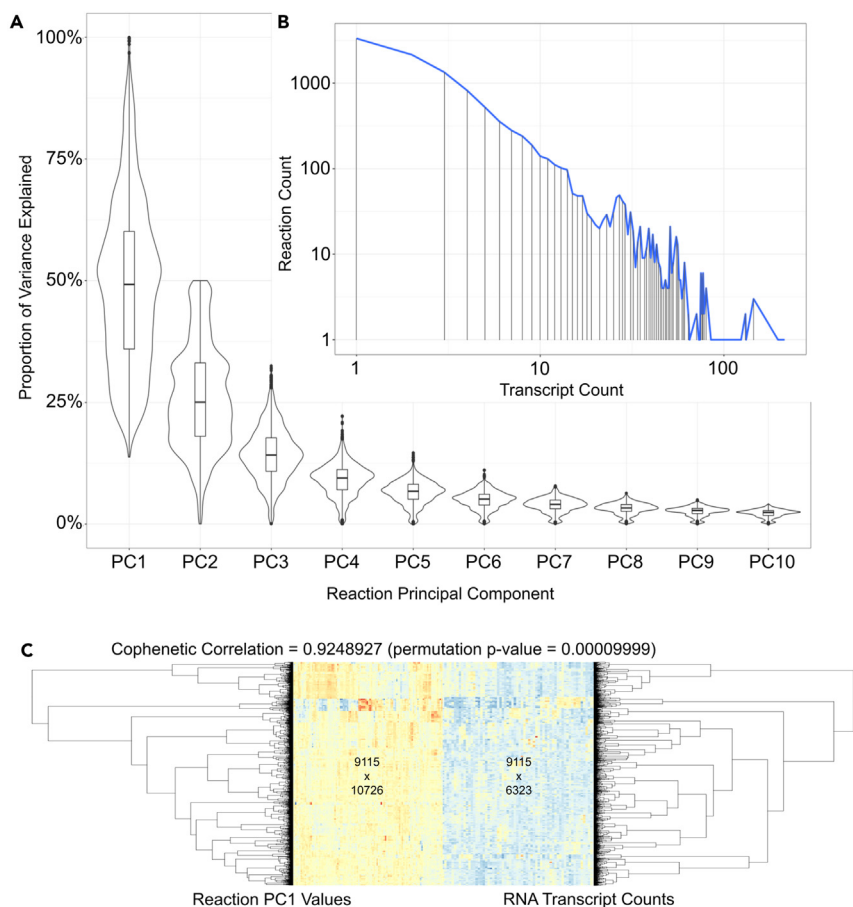 A
100%
75%
50%
25%
0%
Proportion of Variance Explained
PC1 PC2 PC3 PC4 PC5 PC6 PC7 PC8 PC9 PC10
Reaction Principal Component
B
1000
100
10
1
Reaction Count
1 10 100
Transcript Count
C
Cophenetic Correlation = 0.9248927 (permutation p-value = 0.00009999)
9115
x
10726
9115
x
6323
Reaction PC1 Values
RNA Transcript Counts